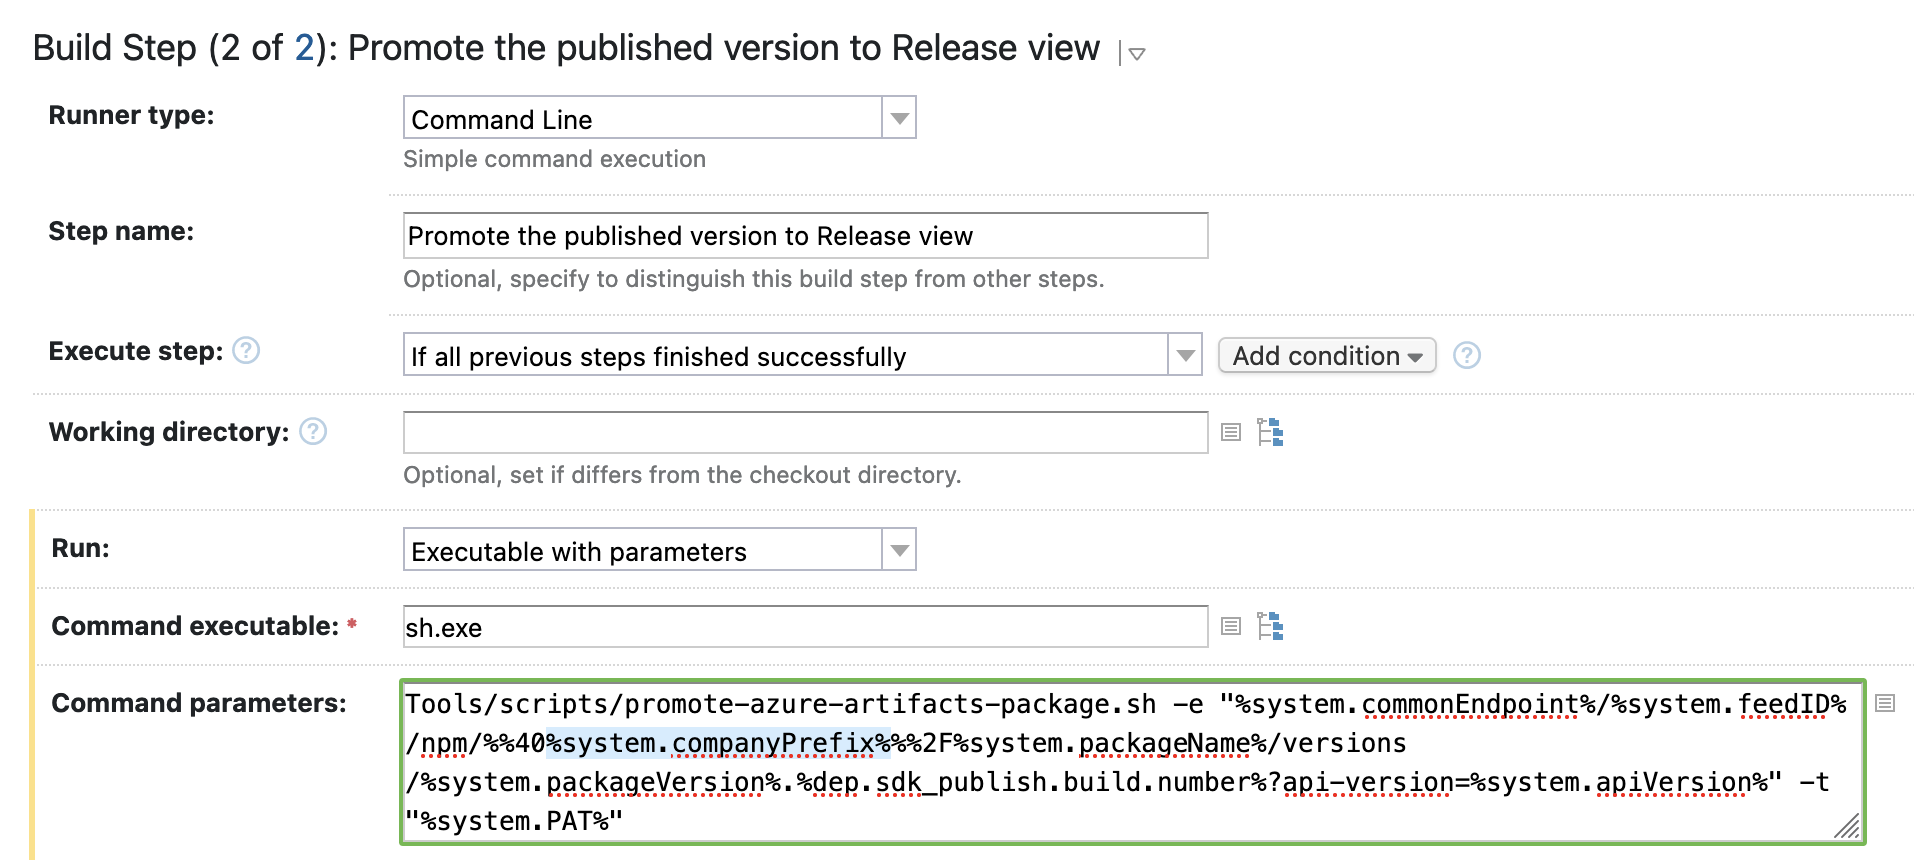 Build Step (2 of 2): Promote the published version to Release view
Runner type:
Command Line
Simple command execution
Step name:
Promote the published version to Release view
Optional, specify to distinguish this build step from other steps.
Execute step: ?
If all previous steps finished successfully
Add condition
?
Working directory: ?
Optional, set if differs from the checkout directory.
Run:
Executable with parameters
Command executable: *
sh.exe
Command parameters:
Tools/scripts/promote-azure-artifacts-package.sh -e "%system.commonEndpoint%/%system.feedID%
/npm/%%40%system.companyPrefix%%%2F%system.packageName%/versions
/%system.packageVersion%.%dep.sdk_publish.build.number%?api-version=%system.apiVersion%" -t
"%system.PAT%"